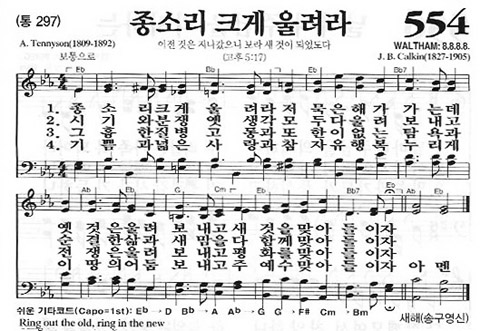 (통 297)
종소리 크게 울려라
554
A. Tennyson(1809-1892)
이전 것은 지나갔으니 보라 새 것이 되었도다
WALTHAM: 8.8.8.8.
보통으로
(고후 5:17)
J. B. Calkin(1827-1905)
Eb Bb Eb Bb7 Eb Bb
1. 종 소 리 크 게 울 려 라 저 묵 은 해 가 가 는 데
2. 시 기 와 분 쟁 옛 생 각 모 두 다 울 려 보 내 고
3. 그 흉 한 질 병 고 통 과 또 한 이 없 는 탐 욕 과
4. 기 쁨 과 넓 은 사 랑 과 참 자 유 행 복 누 리 게
Ab Eb G Cm Eb Bb7 Eb Ab Eb
옛 것 은 울 려 보 내 고 새 것 을 맞 아 들 이 자
순 결 한 삶 과 새 맘 을 다 함 께 맞 아 들 이 자
전 쟁 은 울 려 보 내 고 평 화 를 맞 아 들 이 자
이 땅 의 어 둠 보 내 고 주 예 수 맞 아 들 이 자 아 멘
쉬운 기타코드(Capo=1st): Eb→D Bb→A Ab→G G→F# Cm→Bm
Ring out the old, ring in the new
새해(송구영신)